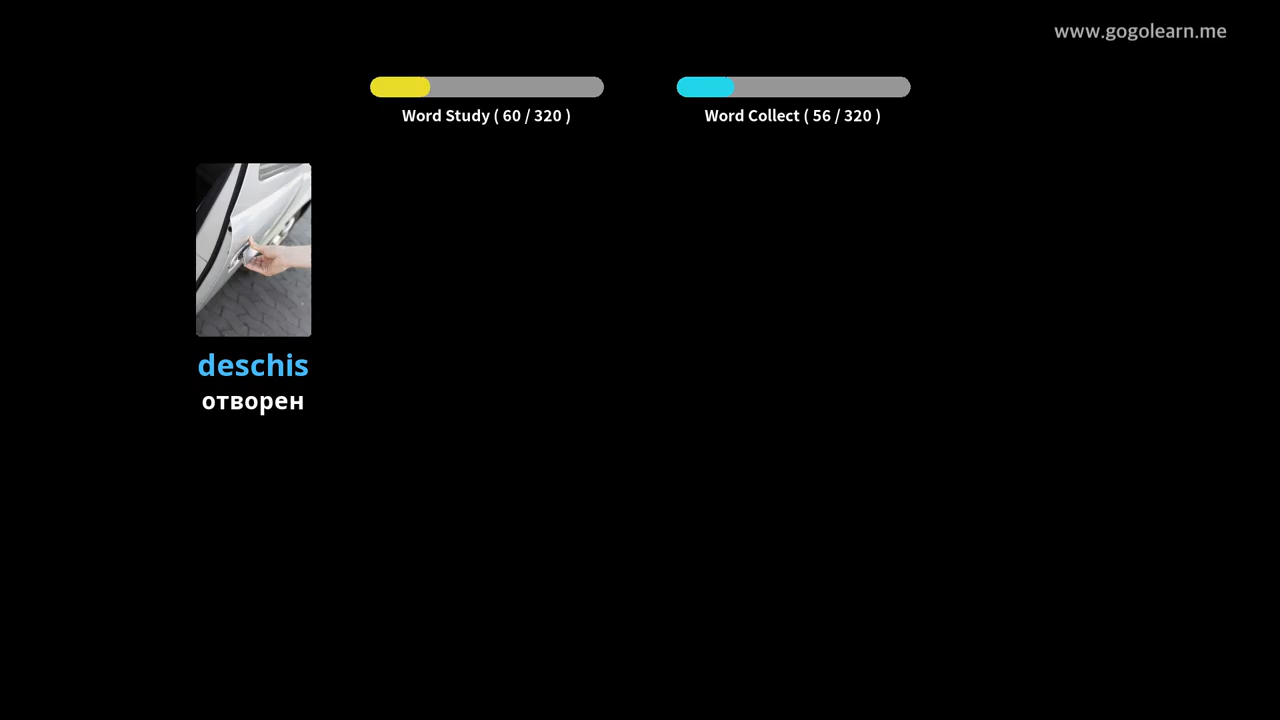 www.gogolearn.me
Word Study ( 60 / 320 )
Word Collect ( 56 / 320 )
deschis
отворен